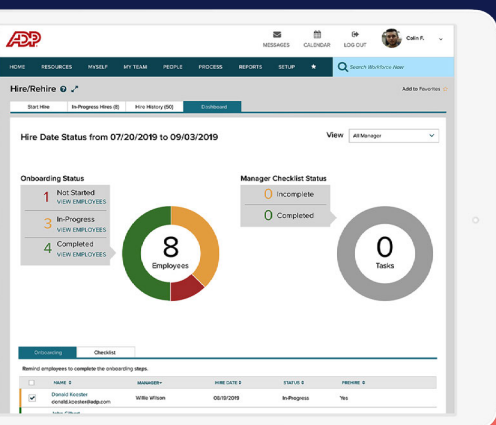 ADP
MESSAGES CALENDAR LOG OUT Colin F.
HOME RESOURCES MYSELF MY TEAM PEOPLE PROCESS REPORTS SETUP Search Workforce Now
Hire/Rehire Add to Favorites
Start Hire In-Progress Hires (8) Hire History (50) Dashboard
Hire Date Status from 07/20/2019 to 09/03/2019 View All Manager
Onboarding Status Manager Checklist Status
1 Not Started
VIEW EMPLOYEES
0 Incomplete
3 In-Progress
VIEW EMPLOYEES
0 Completed
4 Completed
VIEW EMPLOYEES
8
Employees
0
Tasks
Onboarding Checklist
Remind employees to complete the onboarding steps.
NAME MANAGER HIRE DATE STATUS PREHIRE
Donald Koester Willie Wilson 08/19/2019 In-Progress Yes
donald.koester@adp.com